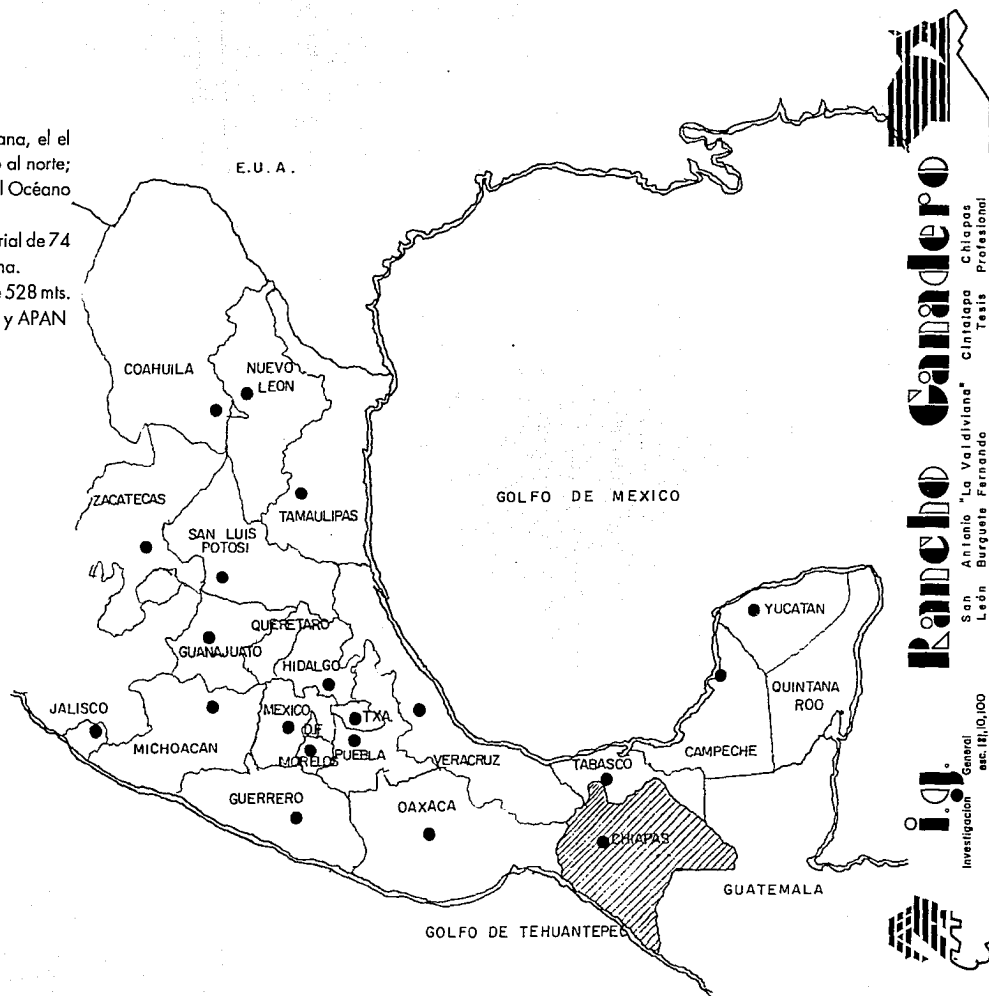 ana, el el
o al norte;
l Océano
rial de 74
na.
e 528 mts.
y APAN
E.U.A.
COAHUILA
NUEVO
LEON
ZACATECAS
TAMAULIPAS
SAN LUIS
POTOSI
GOLFO DE MEXICO
QUERETARO
GUANAJUATO
HIDALGO
JALISCO
MICHOACAN
MEXICO
D.F.
TXA.
MORELOS
PUEBLA
VERACRUZ
GUERRERO
OAXACA
TABASCO
CHIAPAS
CAMPECHE
YUCATAN
QUINTANA
ROO
GUATEMALA
GOLFO DE TEHUANTEPEC
Rancho Ganadero
San Antonio "La Valdiviana" Cintalapa Chiapas
León Burguete Fernando Tesis Profesional
i.g.
Investigacion General